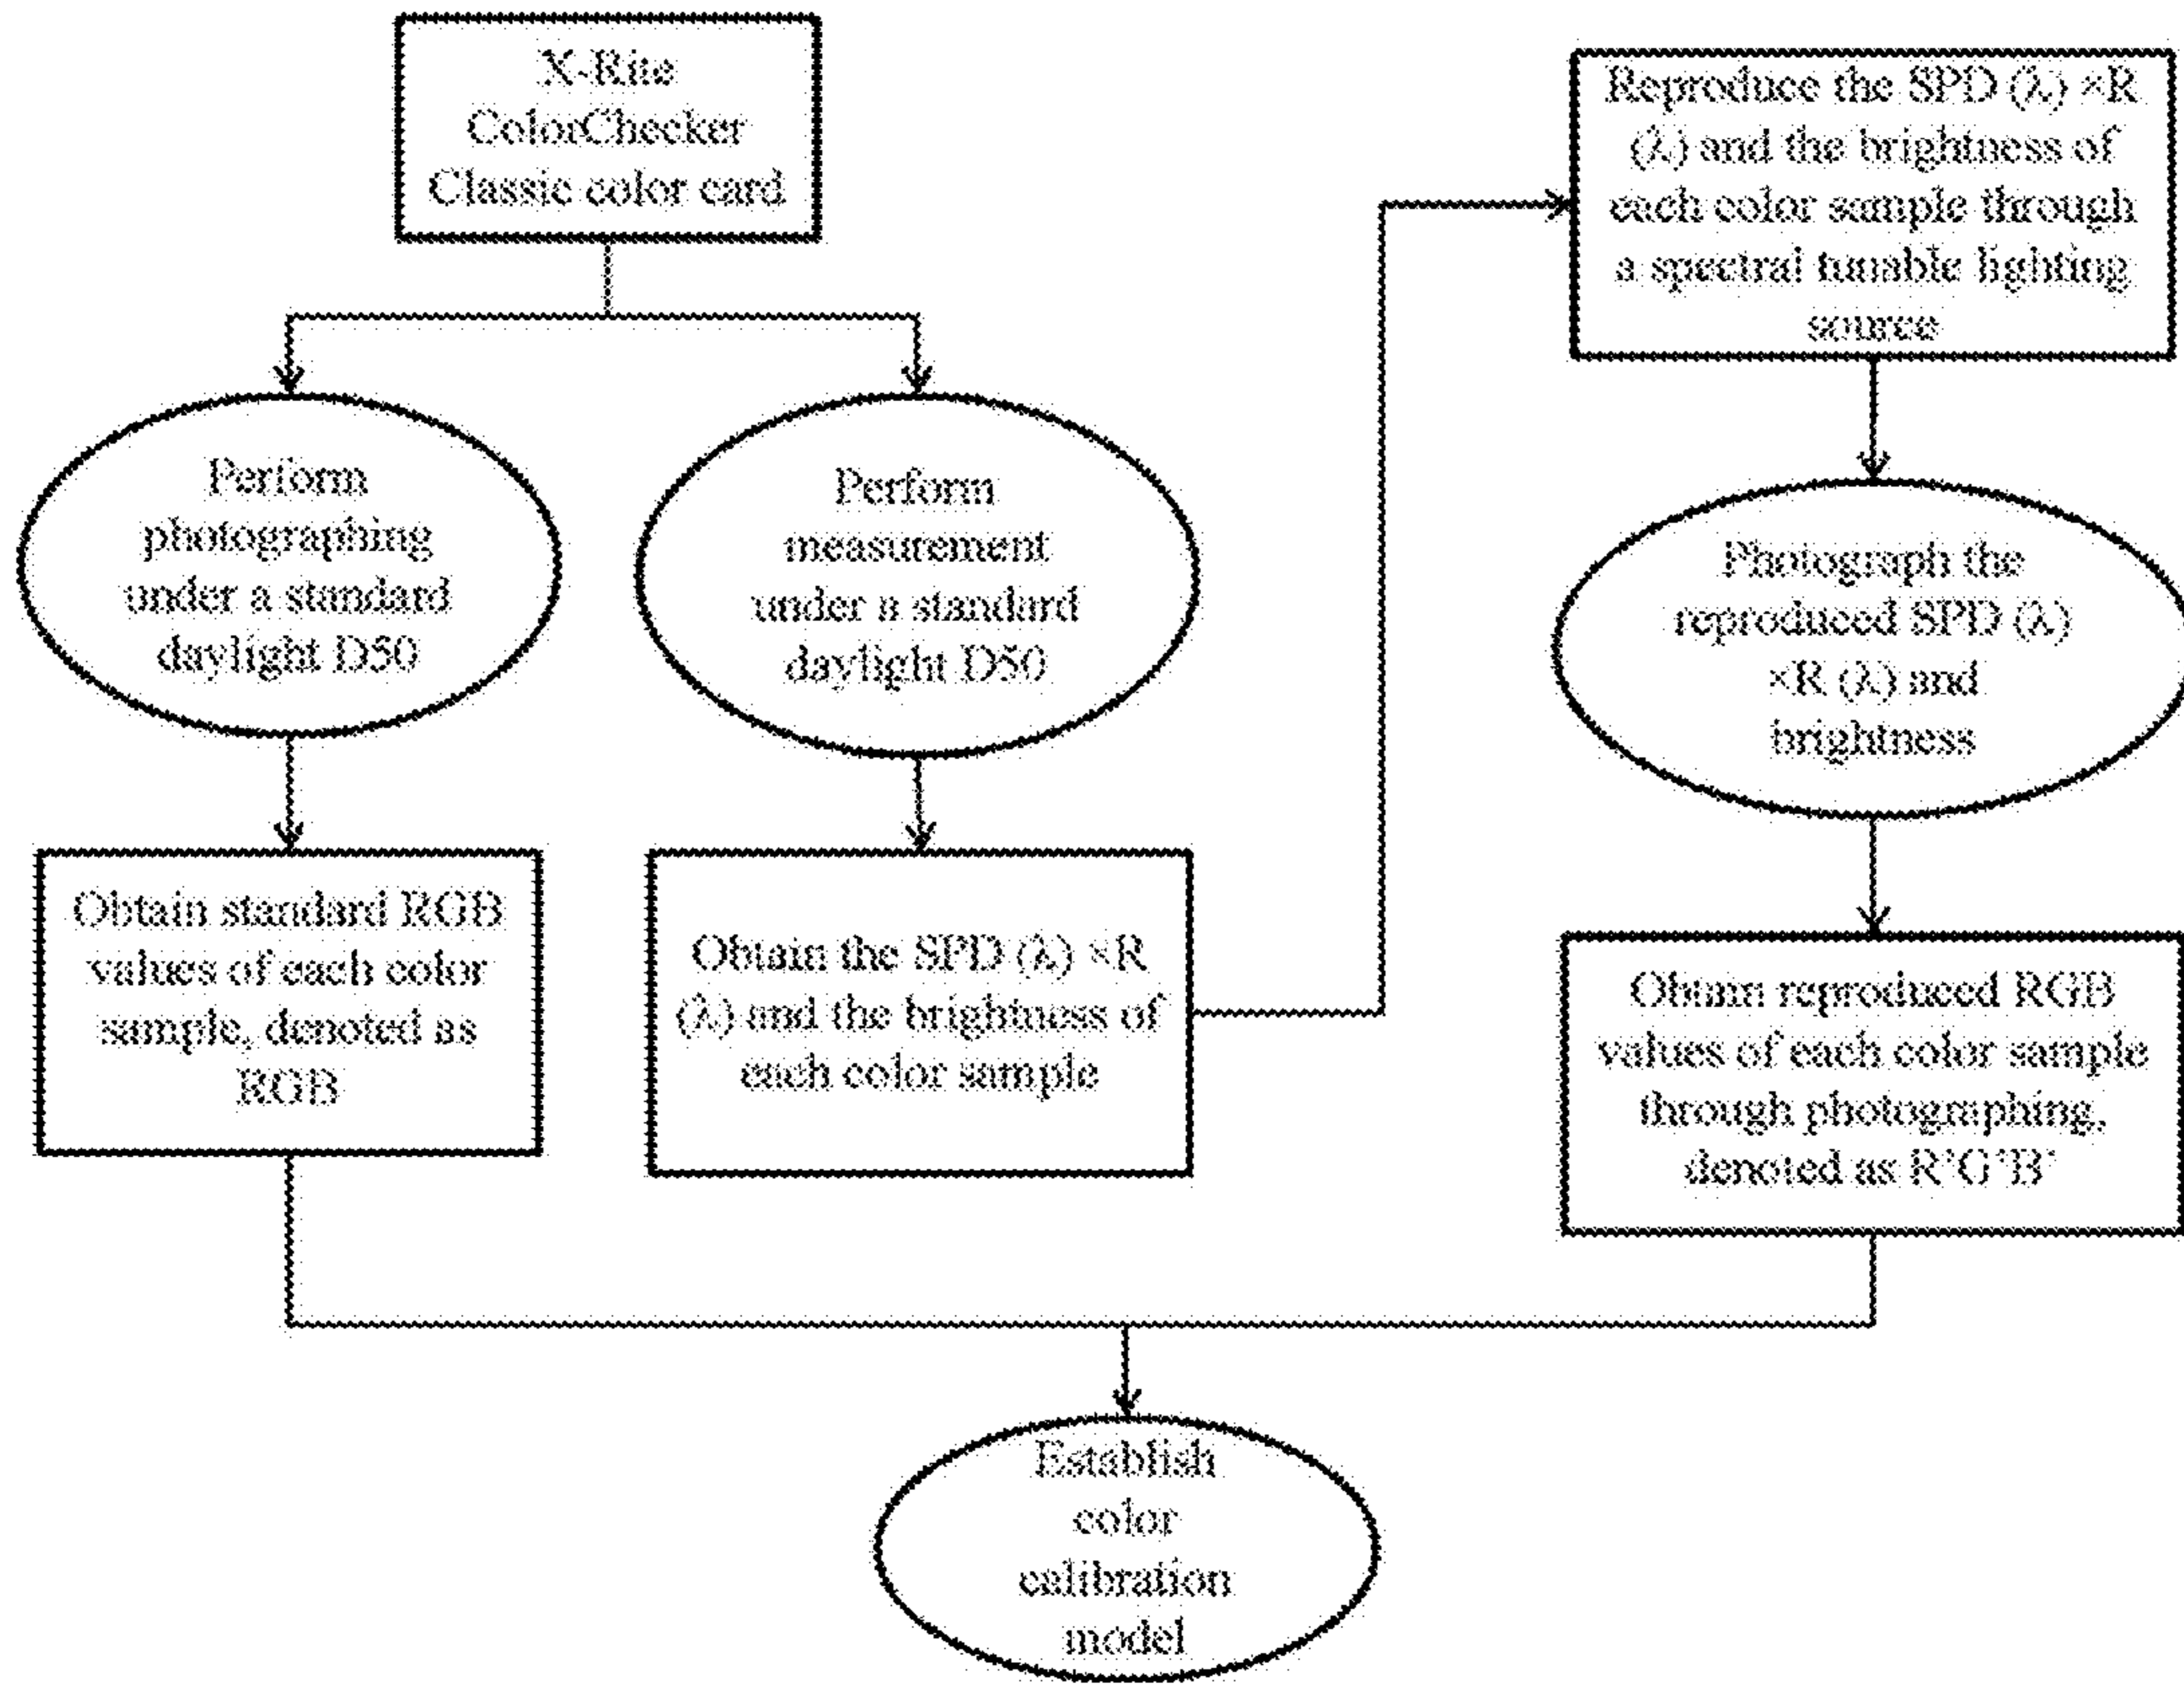 X-Rite
ColorChecker
Classic color card
Perform
photographing
under a standard
daylight D50
Perform
measurement
under a standard
daylight D50
Obtain standard RGB
values of each color
sample, denoted as
RGB
Obtain the SPD (λ) ×R
(λ) and the brightness of
each color sample
Reproduce the SPD (λ) ×R
(λ) and the brightness of
each color sample through
a spectral tunable lighting
source
Photograph the
reproduced SPD (λ)
×R (λ) and
brightness
Obtain reproduced RGB
values of each color sample
through photographing,
denoted as R'G'B'
Establish
color
calibration
model